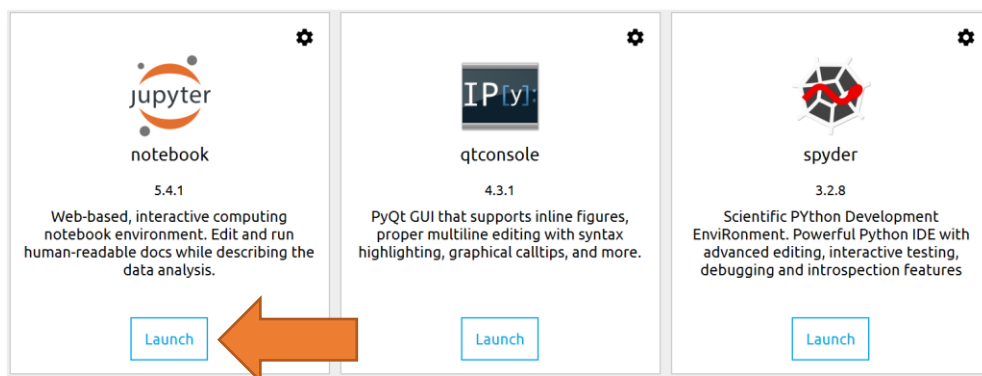 jupyter
notebook
5.4.1
Web-based, interactive computing
notebook environment. Edit and run
human-readable docs while describing the
data analysis.
Launch
IP[y]:
qtconsole
4.3.1
PyQt GUI that supports inline figures,
proper multiline editing with syntax
highlighting, graphical calltips, and more.
Launch
spyder
3.2.8
Scientific PYthon Development
EnviRonment. Powerful Python IDE with
advanced editing, interactive testing,
debugging and introspection features
Launch